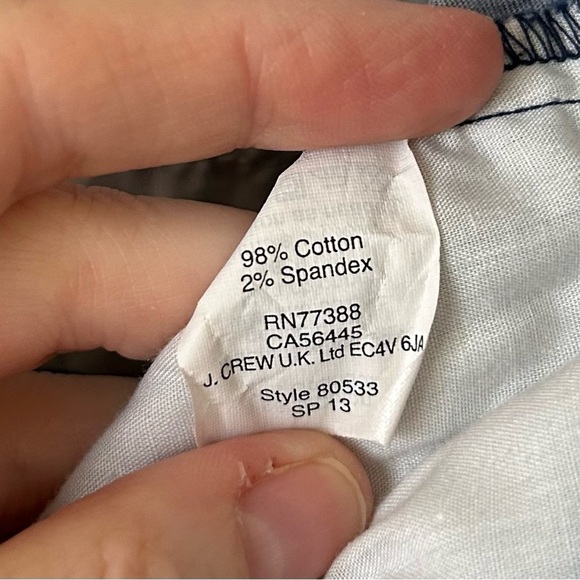 98% Cotton
2% Spandex
RN77388
CA56445
J. CREW U.K. Ltd EC4V 6JA
Style 80533
SP 13